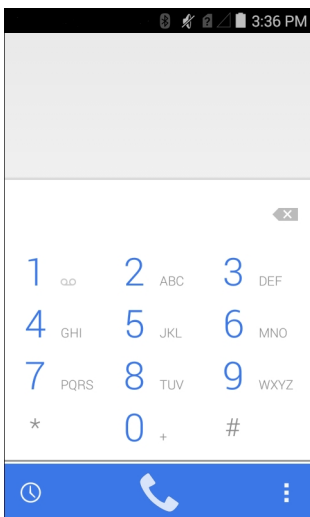 3:36 PM
1
2 ABC
3 DEF
4 GHI
5 JKL
6 MNO
7 PQRS
8 TUV
9 WXYZ
*
0 +
#